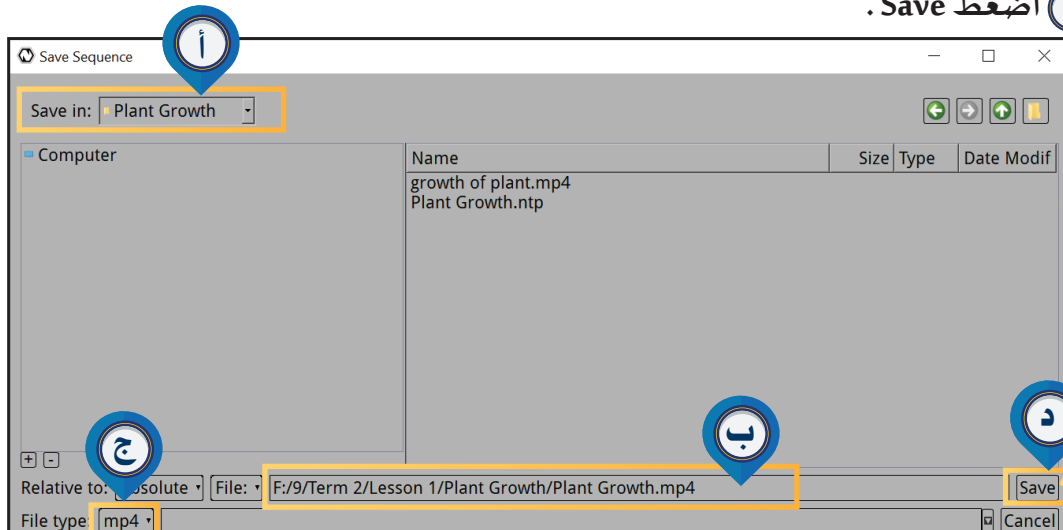 اضغط Save .
أ
Save Sequence
Save in: Plant Growth
Computer
Name Size Type Date Modif
growth of plant.mp4
Plant Growth.ntp
ج
ب
د
+ -
Relative to: File: F:/9/Term 2/Lesson 1/Plant Growth/Plant Growth.mp4 Save
File type: mp4 Cancel